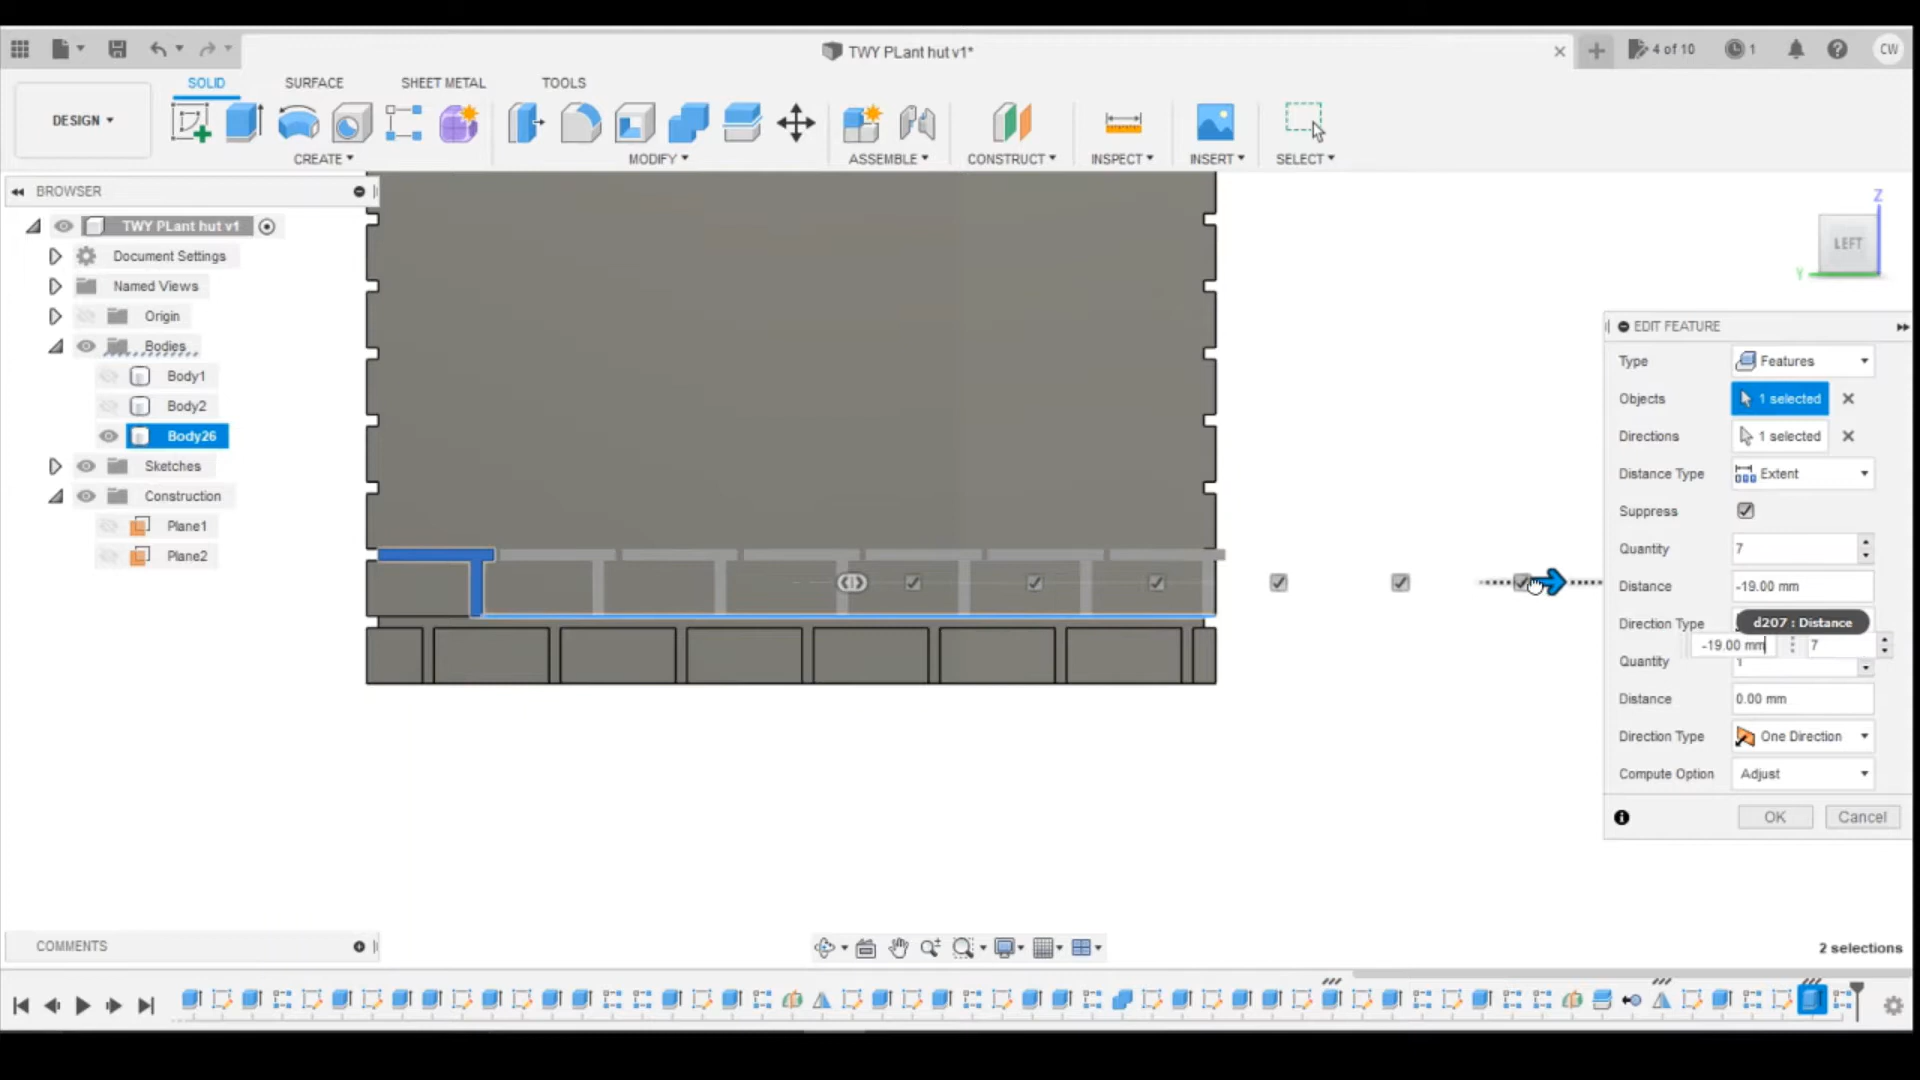 TWY PLant hut v1*
4 of 10
1
CW
SOLID
SURFACE
SHEET METAL
TOOLS
DESIGN
CREATE
MODIFY
ASSEMBLE
CONSTRUCT
INSPECT
INSERT
SELECT
BROWSER
TWY PLant hut v1
Document Settings
Named Views
Origin
Bodies
Body1
Body2
Body26
Sketches
Construction
Plane1
Plane2
Z
LEFT
Y
EDIT FEATURE
Type Features
Objects 1 selected
Directions 1 selected
Distance Type Extent
Suppress
Quantity 7
Distance -19.00 mm
Direction Type
d207 : Distance
-19.00 mm 7
Quantity 1
Distance 0.00 mm
Direction Type One Direction
Compute Option Adjust
OK Cancel
COMMENTS
2 selections